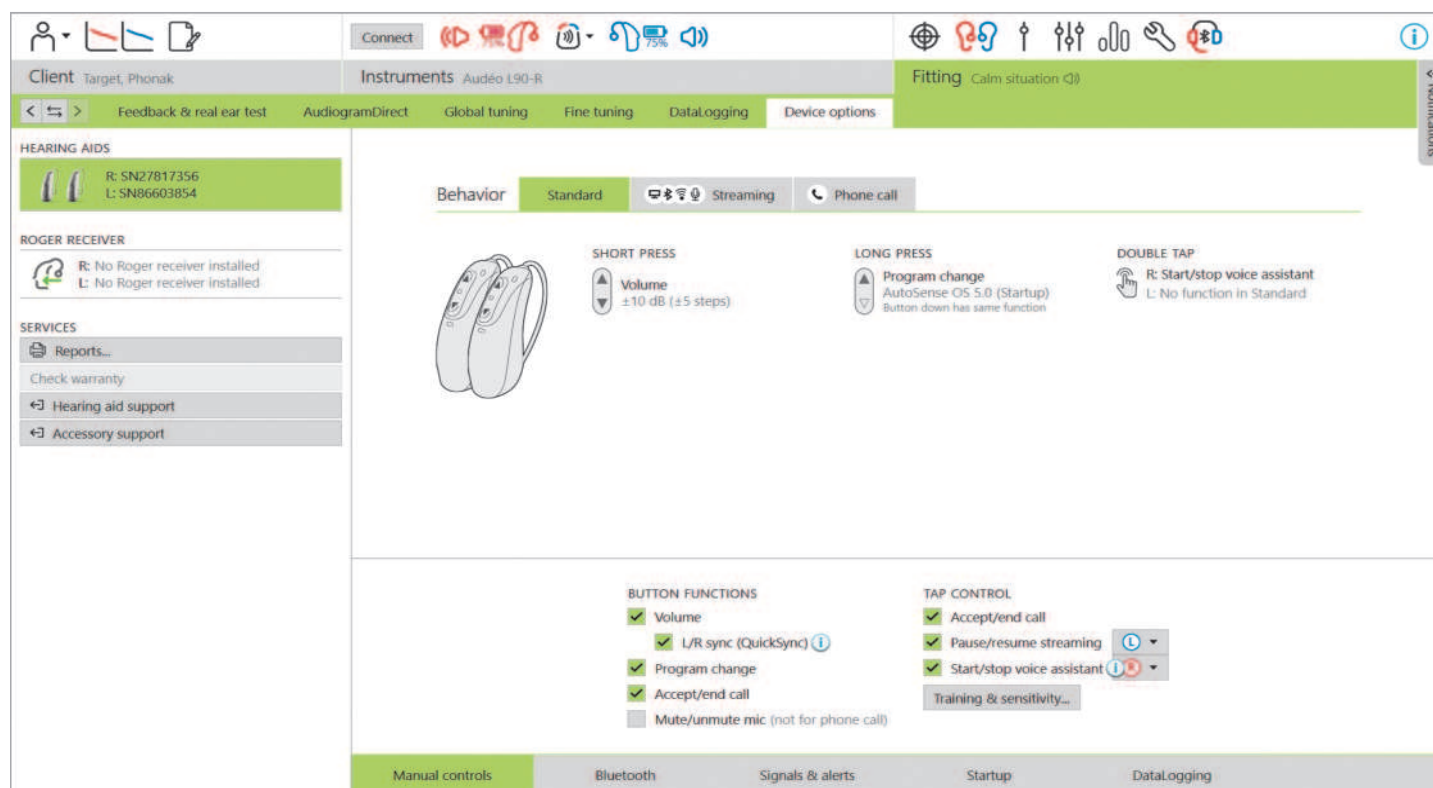 Connect
75%
Client Target, Phonak
Instruments Audéo L90-R
Fitting Calm situation
Notifications
Feedback & real ear test
AudiogramDirect
Global tuning
Fine tuning
DataLogging
Device options
HEARING AIDS
R: SN27817356
L: SN86603854
ROGER RECEIVER
R: No Roger receiver installed
L: No Roger receiver installed
SERVICES
Reports...
Check warranty
Hearing aid support
Accessory support
Behavior
Standard
Streaming
Phone call
SHORT PRESS
Volume
±10 dB (±5 steps)
LONG PRESS
Program change
AutoSense OS 5.0 (Startup)
Button down has same function
DOUBLE TAP
R: Start/stop voice assistant
L: No function in Standard
BUTTON FUNCTIONS
Volume
L/R sync (QuickSync) i
Program change
Accept/end call
Mute/unmute mic (not for phone call)
TAP CONTROL
Accept/end call
Pause/resume streaming L
Start/stop voice assistant i R
Training & sensitivity...
Manual controls
Bluetooth
Signals & alerts
Startup
DataLogging